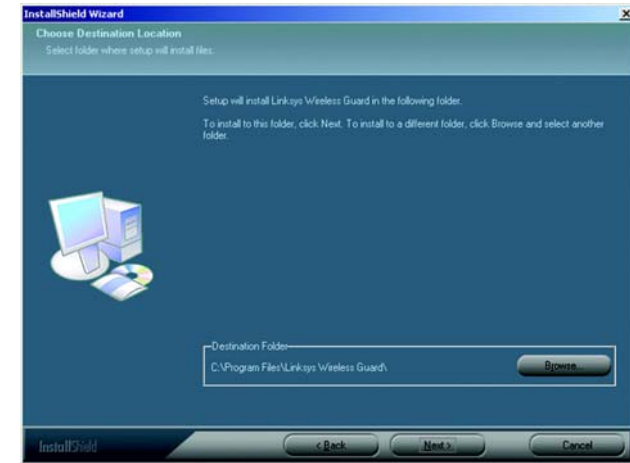 InstallShield Wizard
Choose Destination Location
Select folder where setup will install files.
Setup will install Linksys Wireless Guard in the following folder.
To install to this folder, click Next. To install to a different folder, click Browse and select another
folder.
Destination Folder
C:\Program Files\Linksys Wireless Guard\
Browse...
InstallShield
< Back
Next >
Cancel